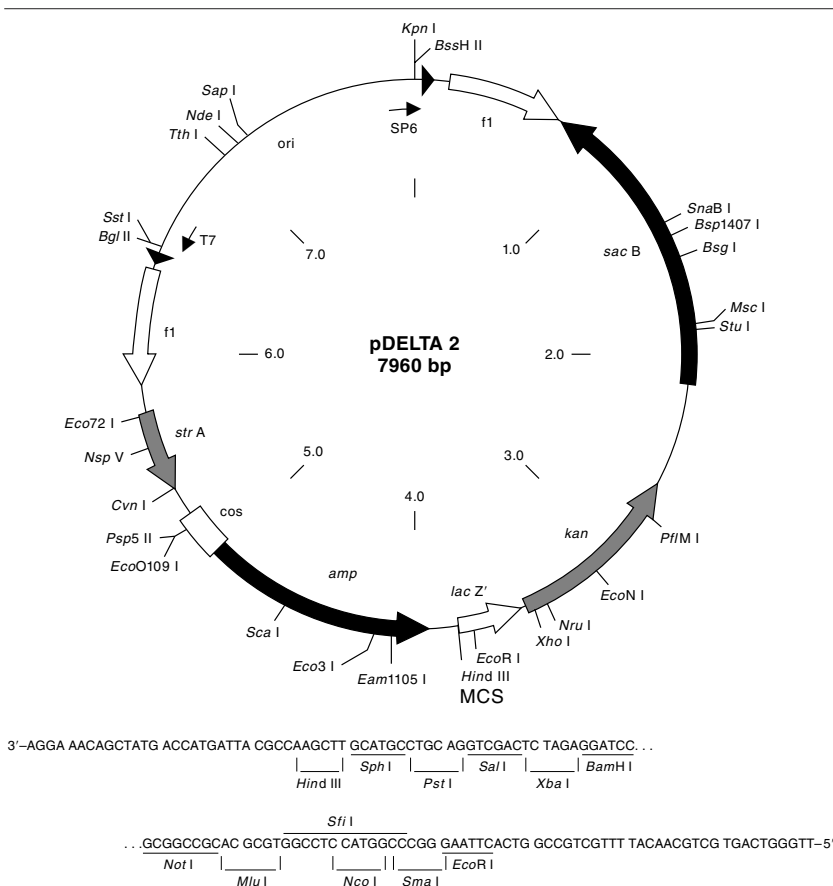 Kpn I
BssH II
Sap I
Nde I
Tth I
ori
SP6
f1
Sst I
Bgl II
T7
SnaB I
Bsp1407 I
sac B
Bsg I
7.0
1.0
Msc I
Stu I
f1
pDELTA 2
7960 bp
6.0
2.0
Eco72 I
str A
Nsp V
5.0
3.0
Cvn I
cos
4.0
Psp5 II
EcoO109 I
kan
PflM I
amp
lac Z'
EcoN I
Sca I
Nru I
Xho I
Eco3 I
EcoR I
Eam1105 I
Hind III
MCS
3'–AGGA AACAGCTATG ACCATGATTA CGCCAAGCTT GCATGCCTGC AGGTCGACTC TAGAGGATCC. . .
Hind III Sph I Pst I Sal I Xba I BamH I
Sfi I
. . .GCGGCCGCAC GCGTGGCCTC CATGGCCCGG GAATTCACTG GCCGTCGTTT TACAACGTCG TGACTGGGTT–5'
Not I Mlu I Nco I Sma I EcoR I